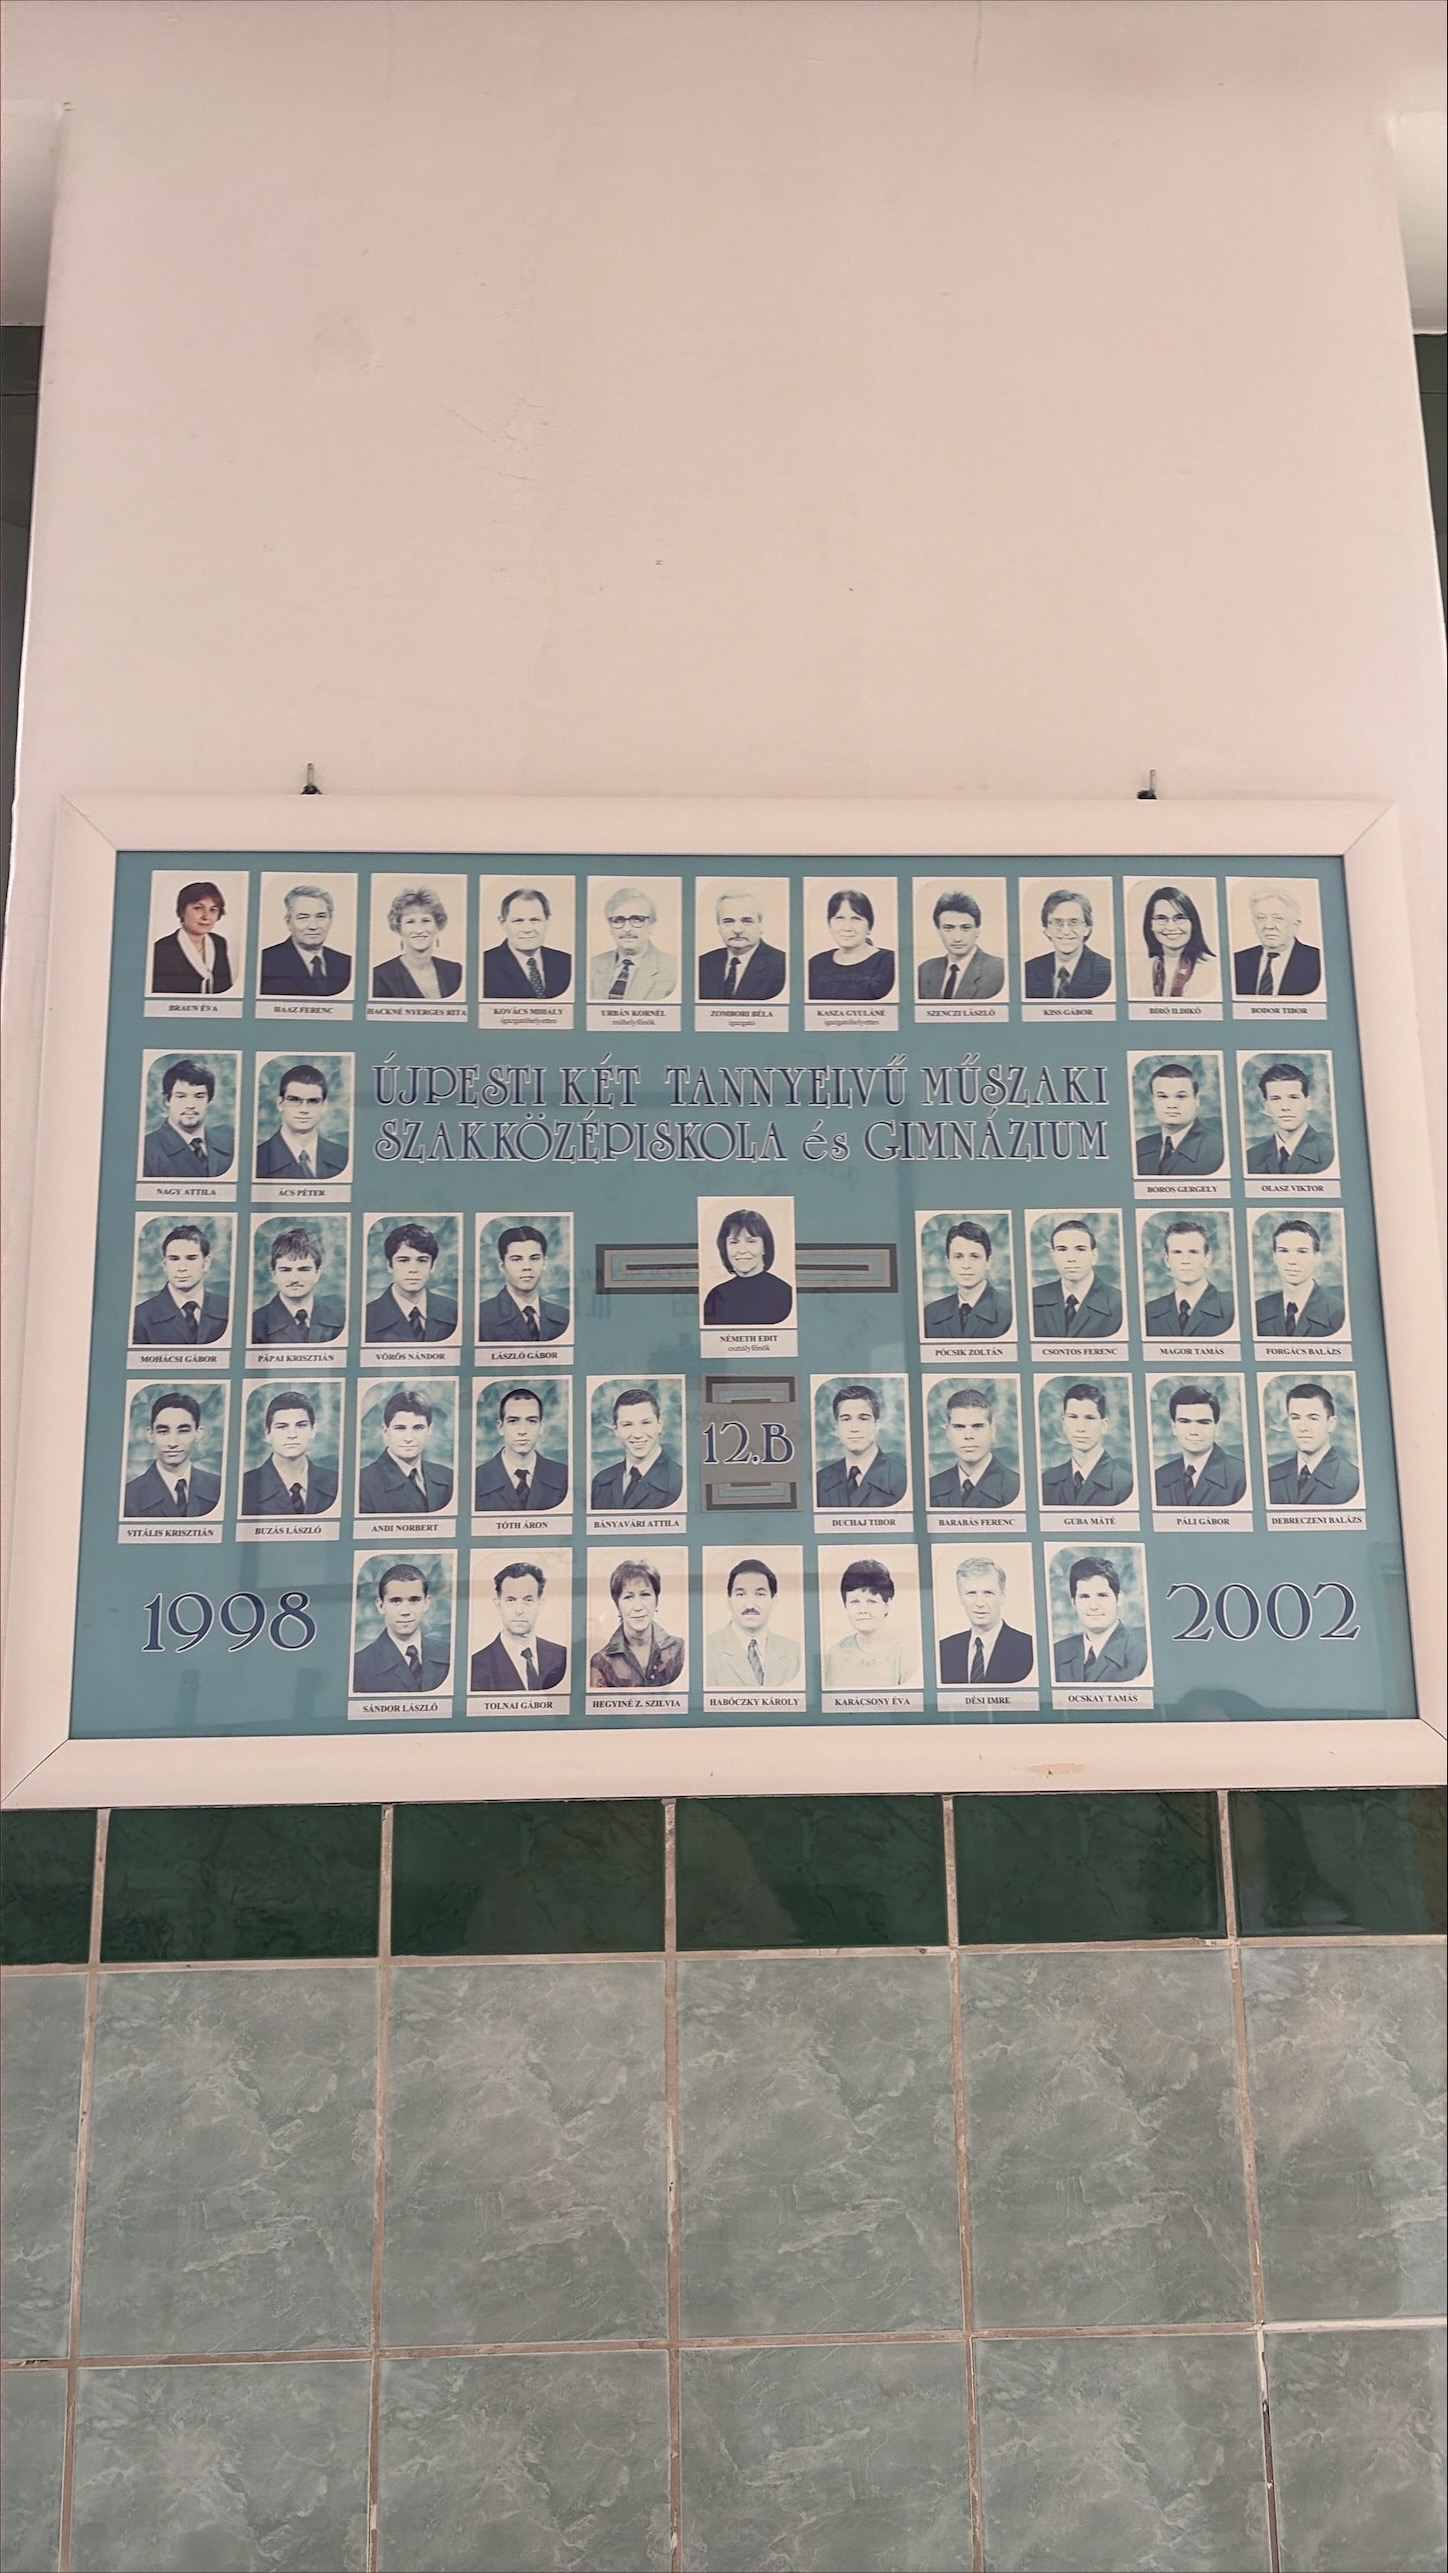 BRAUN ÉVA
HAAZ FERENC
HACKNÉ NYERGES RITA
KOVÁCS MIHÁLY
igazgatóhelyettes
URBÁN KORNÉL
műhelyfőnök
ZOMBORI BÉLA
igazgató
KASZA GYULÁNÉ
igazgatóhelyettes
SZENCZI LÁSZLÓ
KISS GÁBOR
BIRÓ ILDIKÓ
BODOR TIBOR
ÚJPESTI KÉT TANNYELVŰ MŰSZAKI
SZAKKÖZÉPISKOLA és GIMNÁZIUM
NAGY ATTILA
ÁCS PÉTER
BOROS GERGELY
OLASZ VIKTOR
MOHÁCSI GÁBOR
PÁPAI KRISZTIÁN
VÖRÖS NÁNDOR
LÁSZLÓ GÁBOR
NÉMETH EDIT
osztályfőnök
PÓCSIK ZOLTÁN
CSONTOS FERENC
MAGOR TAMÁS
FORGÁCS BALÁZS
12.B
VITÁLIS KRISZTIÁN
BUZÁS LÁSZLÓ
ANDI NORBERT
TÓTH ÁRON
BÁNYAVÁRI ATTILA
DUCHAJ TIBOR
BARABÁS FERENC
GUBA MÁTÉ
PÁLI GÁBOR
DEBRECZENI BALÁZS
1998
2002
SÁNDOR LÁSZLÓ
TOLNAI GÁBOR
HEGYINÉ Z. SZILVIA
HABÓCZKY KÁROLY
KARÁCSONY ÉVA
DÉSI IMRE
OCSKAY TAMÁS